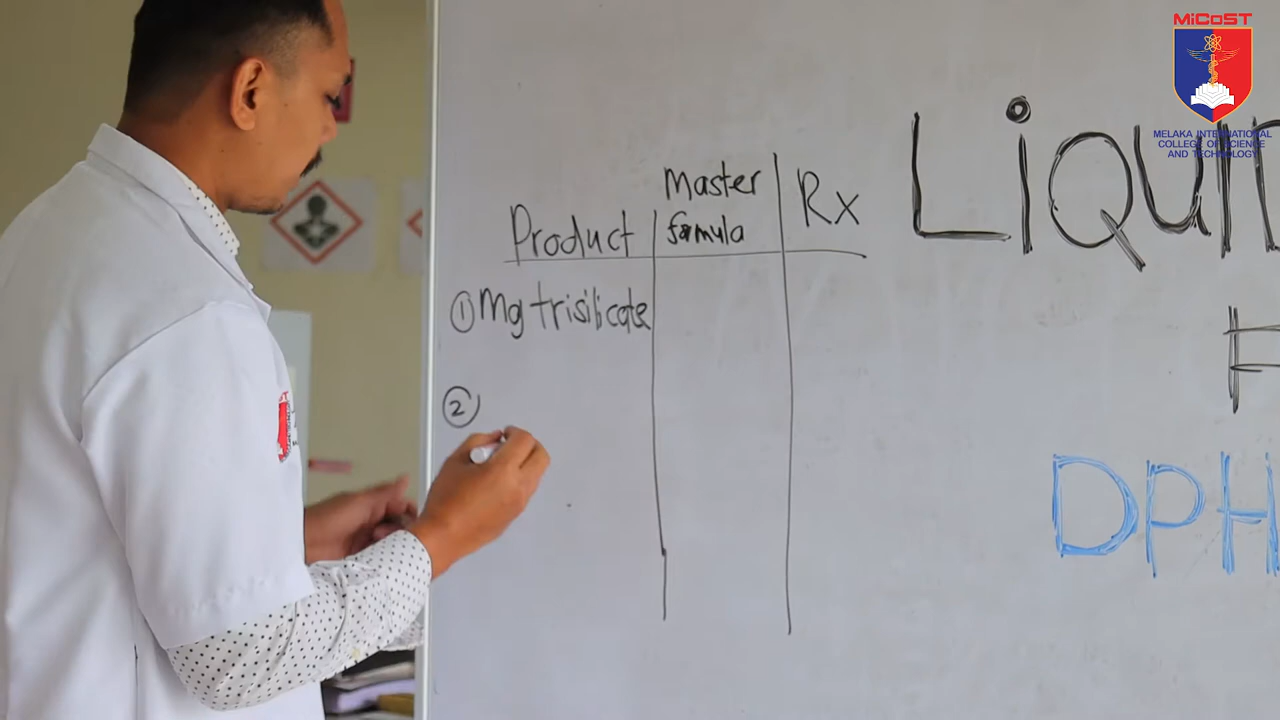 MiCoST
MELAKA INTERNATIONAL
COLLEGE OF SCIENCE
AND TECHNOLOGY
Product
Master
formula
Rx
① Mg trisilicate
②
LiQUI
F
DPH